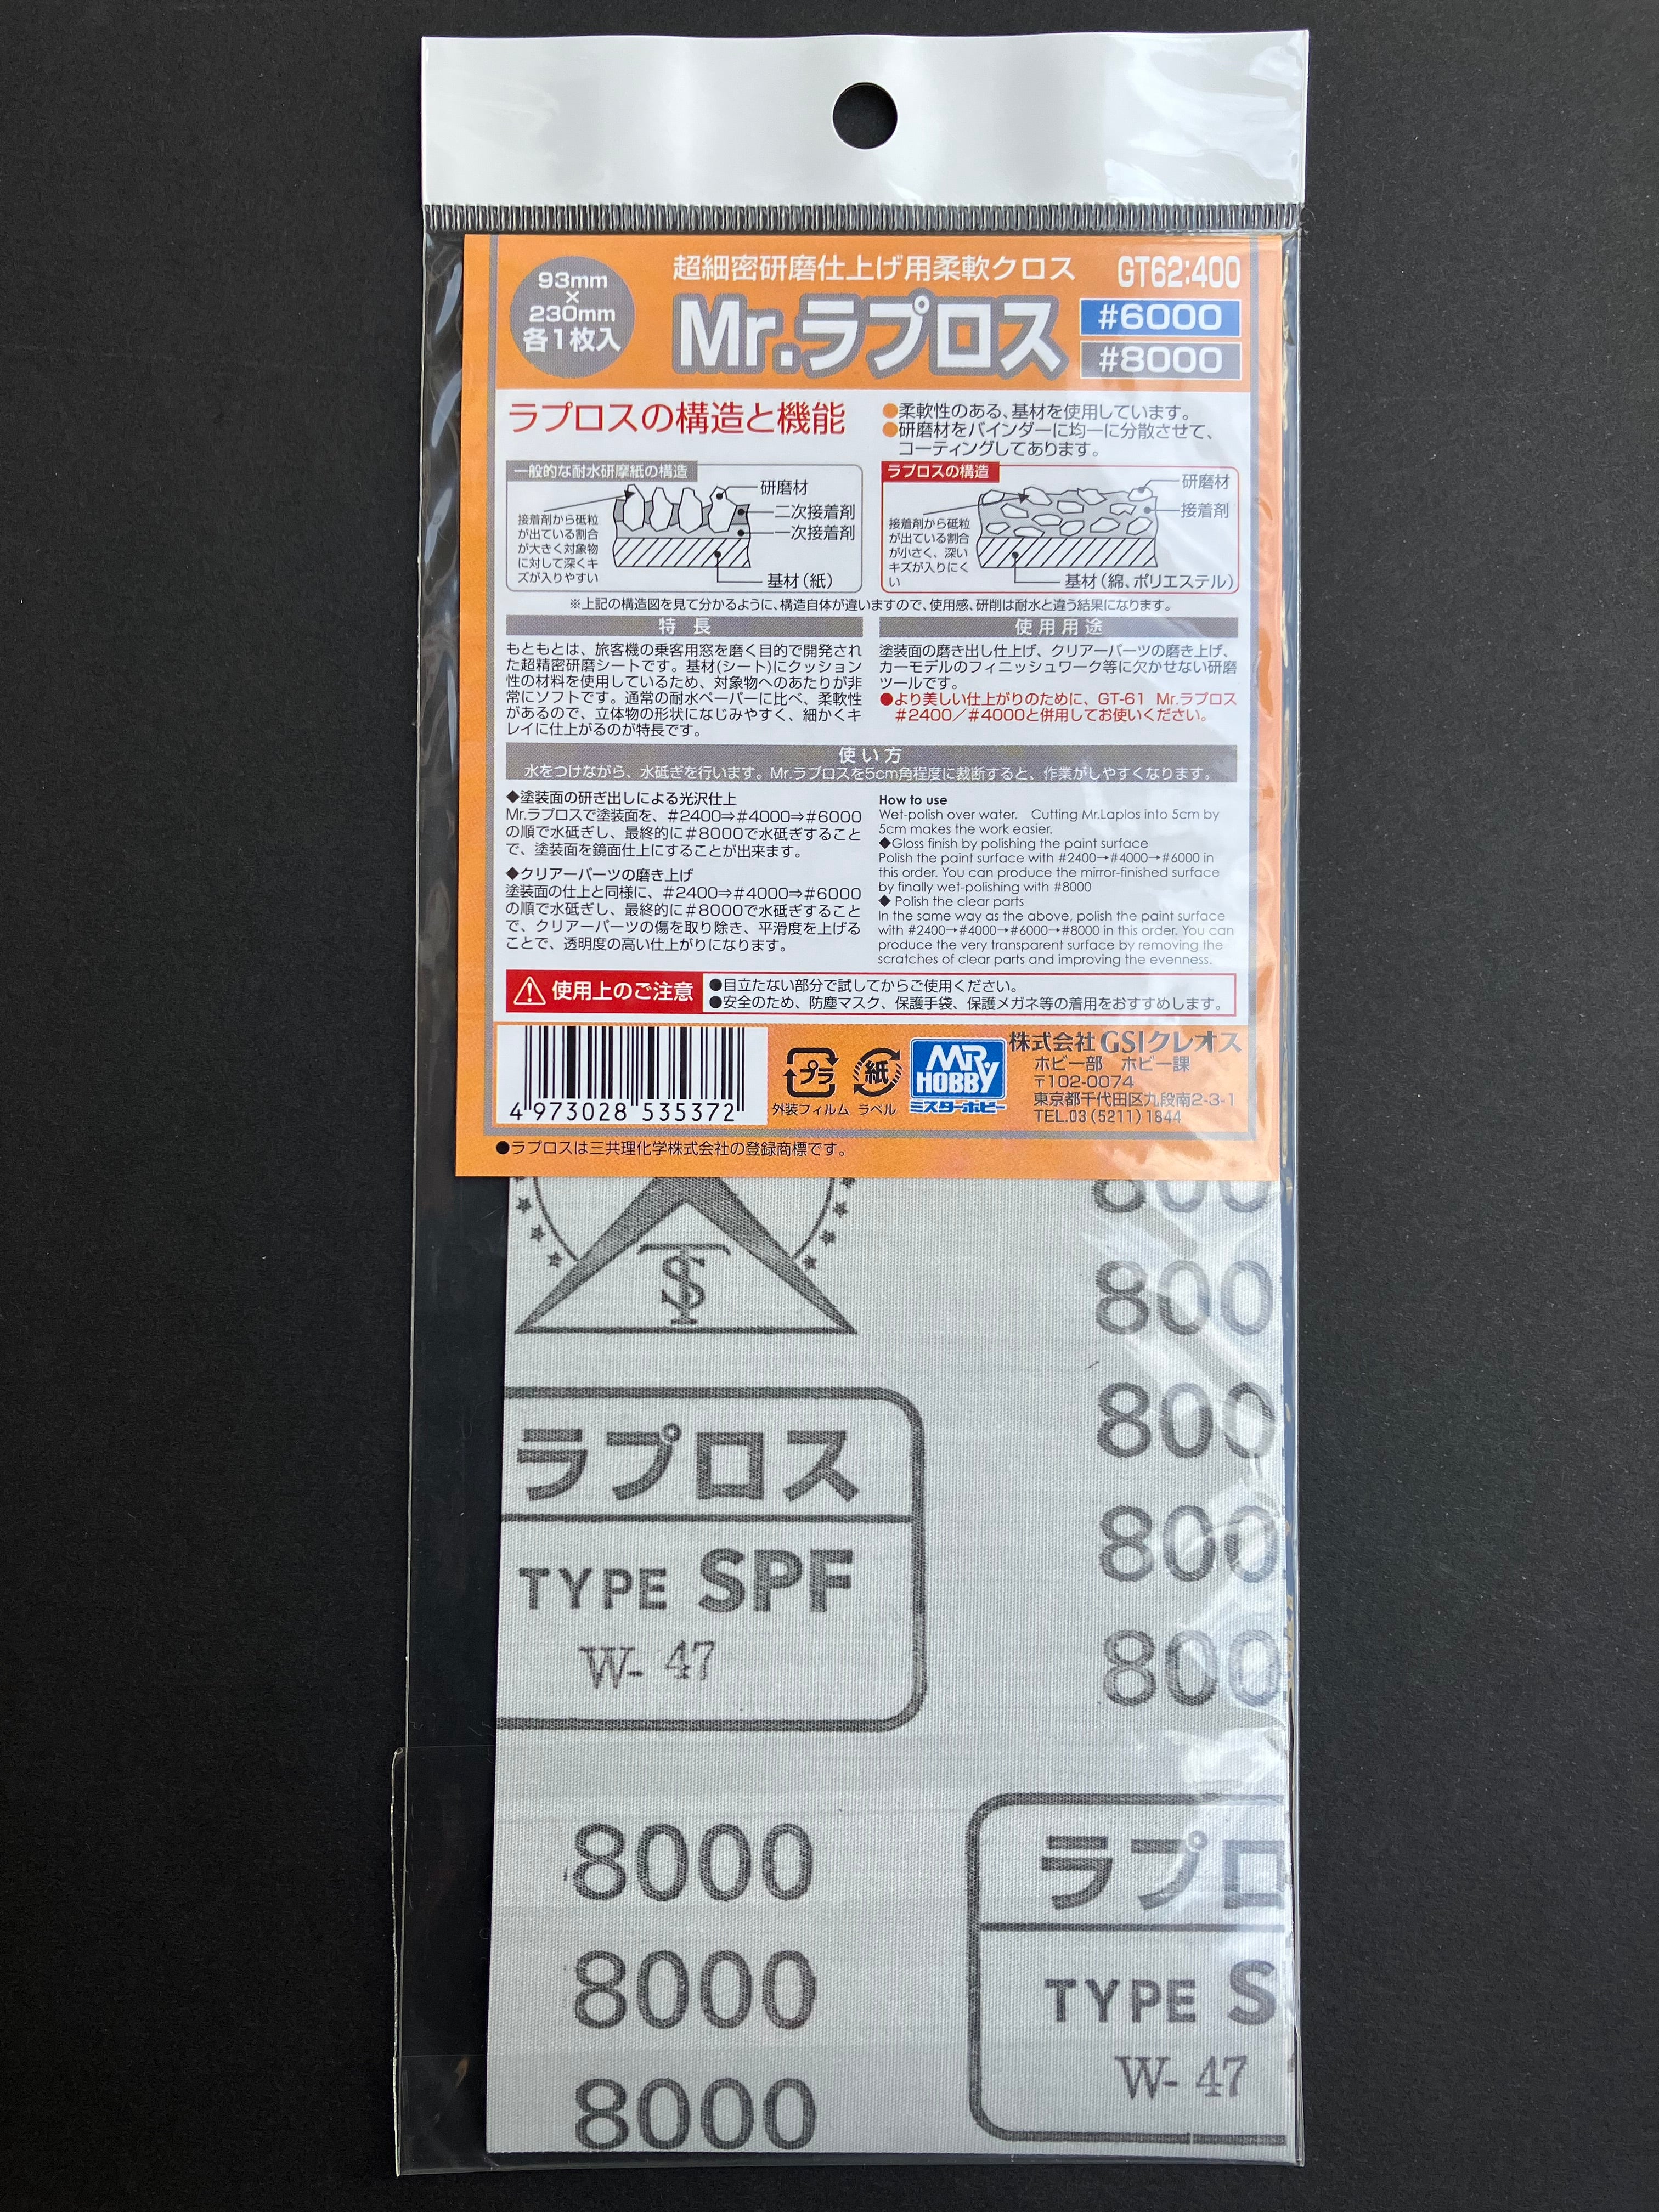 93mm
×
230mm
各1枚入
超細密研磨仕上げ用柔軟クロス
GT62:400
Mr.ラプロス
#6000
#8000
ラプロスの構造と機能
●柔軟性のある、基材を使用しています。
●研磨材をバインダーに均一に分散させて、
コーティングしてあります。
一般的な耐水研摩紙の構造
研磨材
二次接着剤
一次接着剤
基材(紙)
接着剤から砥粒
が出ている割合
が大きく対象物
に対して深くキ
ズが入りやすい
ラプロスの構造
研磨材
接着剤
基材(綿、ポリエステル)
接着剤から砥粒
が出ている割合
が小さく、深い
キズが入りにく
い
※上記の構造図を見て分かるように、構造自体が違いますので、使用感、研削は耐水と違う結果になります。
特 長
もともとは、旅客機の乗客用窓を磨く目的で開発され
た超精密研磨シートです。基材(シート)にクッション
性の材料を使用しているため、対象物へのあたりが非
常にソフトです。通常の耐水ペーパーに比べ、柔軟性
があるので、立体物の形状になじみやすく、細かくキ
レイに仕上がるのが特長です。
使用用途
塗装面の磨き出し仕上げ、クリアーパーツの磨き上げ、
カーモデルのフィニッシュワーク等に欠かせない研磨
ツールです。
●より美しい仕上がりのために、GT-61 Mr.ラプロス
#2400/#4000と併用してお使いください。
使い方
水をつけながら、水砥ぎを行います。Mr.ラプロスを5cm角程度に裁断すると、作業がしやすくなります。
◆塗装面の研ぎ出しによる光沢仕上
Mr.ラプロスで塗装面を、#2400⇒#4000⇒#6000
の順で水砥ぎし、最終的に#8000で水砥ぎすること
で、塗装面を鏡面仕上にすることが出来ます。
◆クリアーパーツの磨き上げ
塗装面の仕上と同様に、#2400⇒#4000⇒#6000
の順で水砥ぎし、最終的に#8000で水砥ぎすること
で、クリアーパーツの傷を取り除き、平滑度を上げる
ことで、透明度の高い仕上がりになります。
How to use
Wet-polish over water. Cutting Mr.Laplos into 5cm by
5cm makes the work easier.
◆Gloss finish by polishing the paint surface
Polish the paint surface with #2400→#4000→#6000 in
this order. You can produce the mirror-finished surface
by finally wet-polishing with #8000
◆ Polish the clear parts
In the same way as the above, polish the paint surface
with #2400→#4000→#6000→#8000 in this order. You can
produce the very transparent surface by removing the
scratches of clear parts and improving the evenness.
使用上のご注意
●目立たない部分で試してからご使用ください。
●安全のため、防塵マスク、保護手袋、保護メガネ等の着用をおすすめします。
4 973028 535372
プラ
外装フィルム
紙
ラベル
MR.HOBBY
ミスターホビー
株式会社GSIクレオス
ホビー部 ホビー課
〒102-0074
東京都千代田区九段南2-3-1
TEL.03(5211)1844
●ラプロスは三共理化学株式会社の登録商標です。
800
800
800
800
800
ラプロス
TYPE SPF
W- 47
8000
8000
8000
ラプロ
TYPE S
W- 47